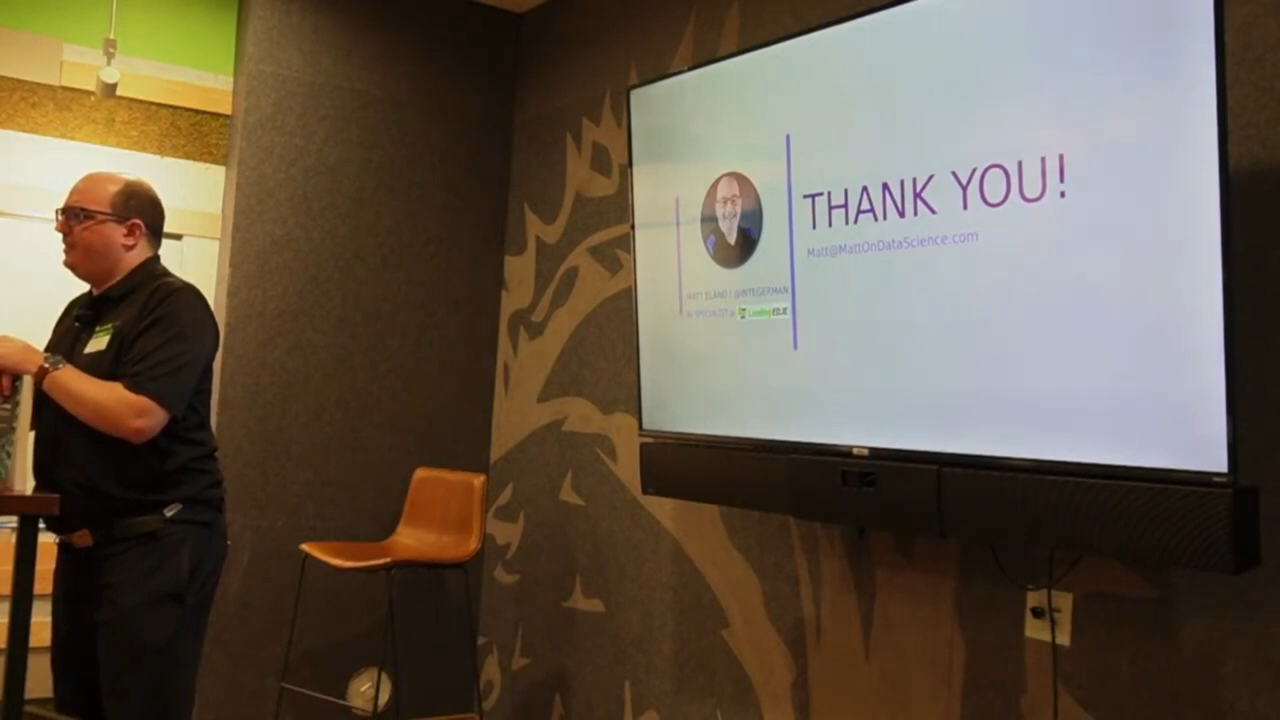 THANK YOU!
Matt@MattOnDataScience.com
MATT ELAND | @INTEGERMAN
AI SPECIALIST @ Leading EDJE